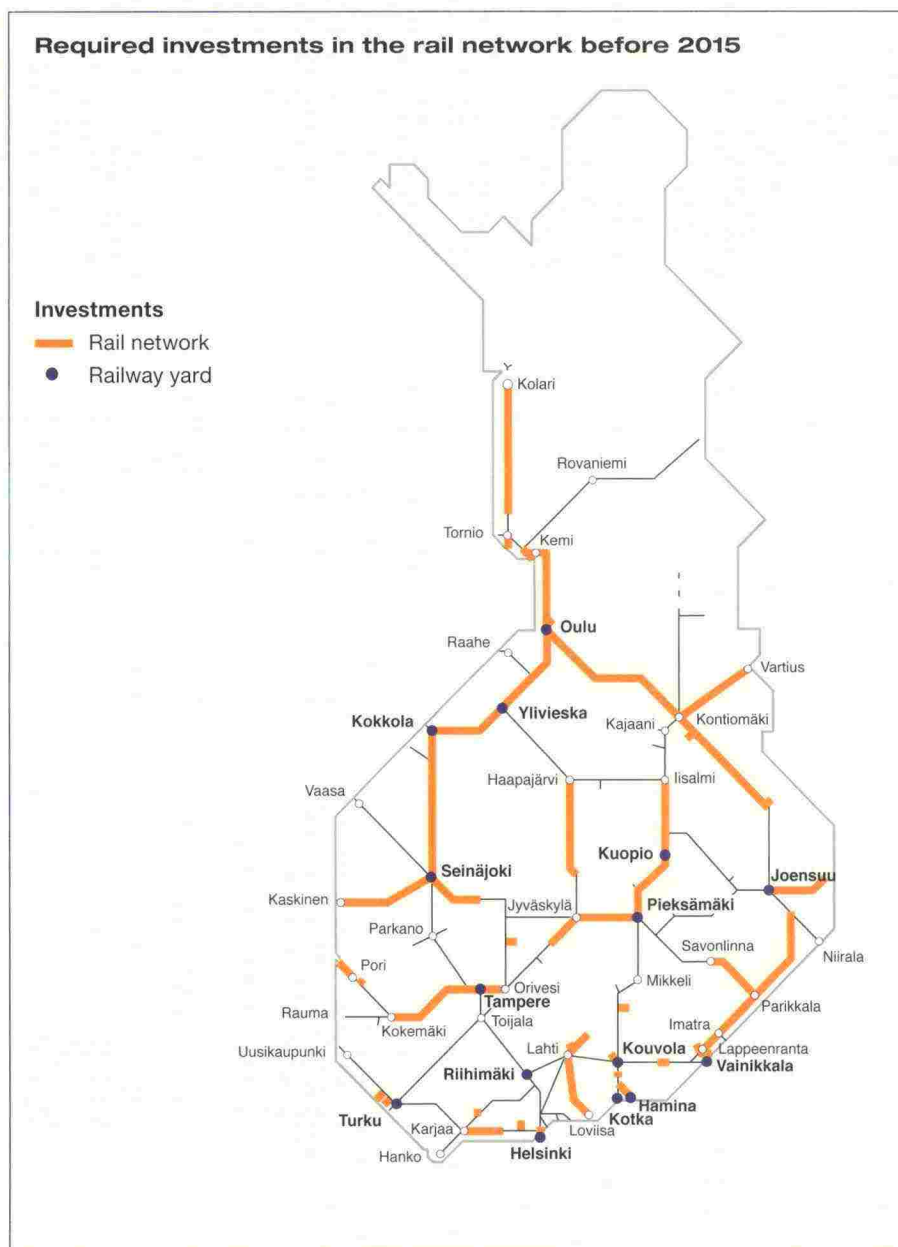 Required investments in the rail network before 2015
Investments
Rail network
Railway yard
Kolari
Rovaniemi
Tornio
Kemi
Oulu
Raahe
Vartius
Ylivieska
Kokkola
Kajaani
Kontiomäki
Haapajärvi
Iisalmi
Vaasa
Kuopio
Seinäjoki
Joensuu
Kaskinen
Jyväskylä
Pieksämäki
Parkano
Savonlinna
Niirala
Pori
Mikkeli
Orivesi
Tampere
Parikkala
Rauma
Kokemäki
Toijala
Imatra
Uusikaupunki
Lahti
Kouvola
Lappeenranta
Riihimäki
Vainikkala
Turku
Hamina
Karjaa
Loviisa
Kotka
Hanko
Helsinki